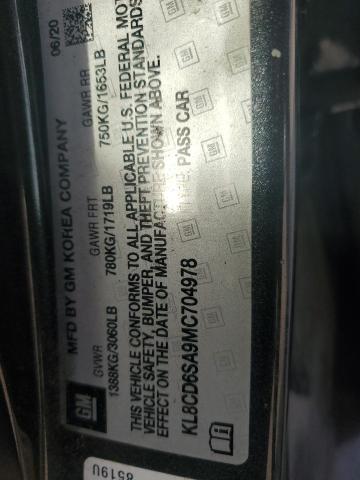 MFD BY GM KOREA COMPANY 06/20
GVWR GAWR FRT GAWR RR
1388KG/3060LB 780KG/1719LB 750KG/1653LB
THIS VEHICLE CONFORMS TO ALL APPLICABLE U.S. FEDERAL MOTOR
VEHICLE SAFETY, BUMPER, AND THEFT PREVENTION STANDARDS
EFFECT ON THE DATE OF MANUFACTURE SHOWN ABOVE.
KL8CD6SA9MC704978 TYPE: PASS CAR
GM
8519U